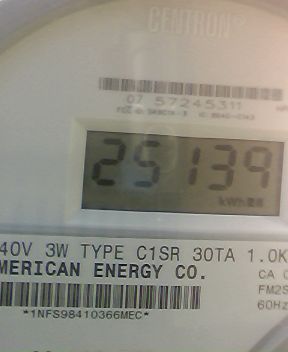 CENTRON®
07 57245311
25139
kWh
40V 3W TYPE C1SR 30TA 1.0K
MERICAN ENERGY CO.
CA 0
FM2S
60Hz
*1NFS98410366MEC*